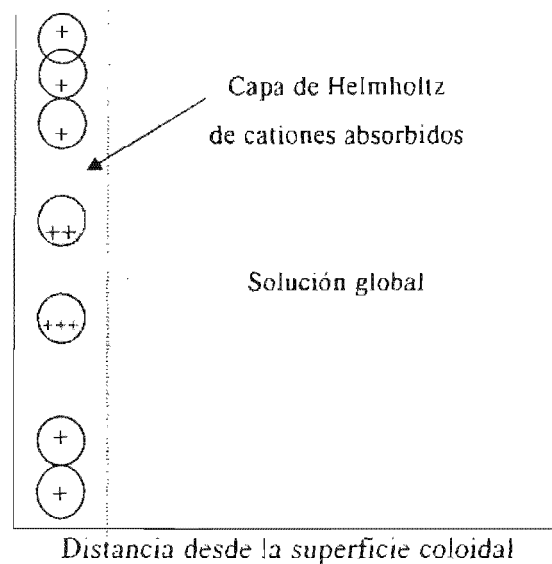 +
+
+
Capa de Helmholtz
de cationes absorbidos
++
Solución global
+++
+
+
Distancia desde la superficie coloidal